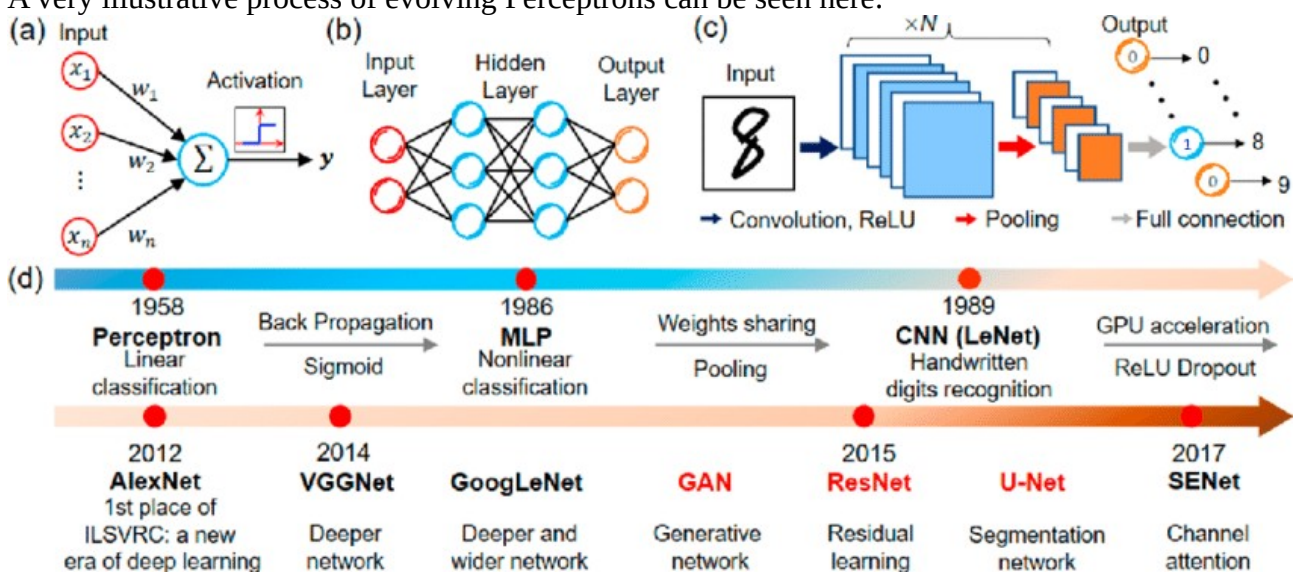 A very illustrative process of evolving Perceptrons can be seen here:
(a) Input
x1
w1
x2
w2
⋮
xn
wn
Σ
Activation
y
(b)
Input Layer
Hidden Layer
Output Layer
(c)
Input
×N
Output
0 → 0
1 → 8
0 → 9
Convolution, ReLU
Pooling
Full connection
(d)
1958
Perceptron
Linear
classification
Back Propagation
Sigmoid
1986
MLP
Nonlinear
classification
Weights sharing
Pooling
1989
CNN (LeNet)
Handwritten
digits recognition
GPU acceleration
ReLU Dropout
2012
AlexNet
1st place of
ILSVRC: a new
era of deep learning
2014
VGGNet
Deeper
network
GoogLeNet
Deeper and
wider network
GAN
Generative
network
2015
ResNet
Residual
learning
U-Net
Segmentation
network
2017
SENet
Channel
attention